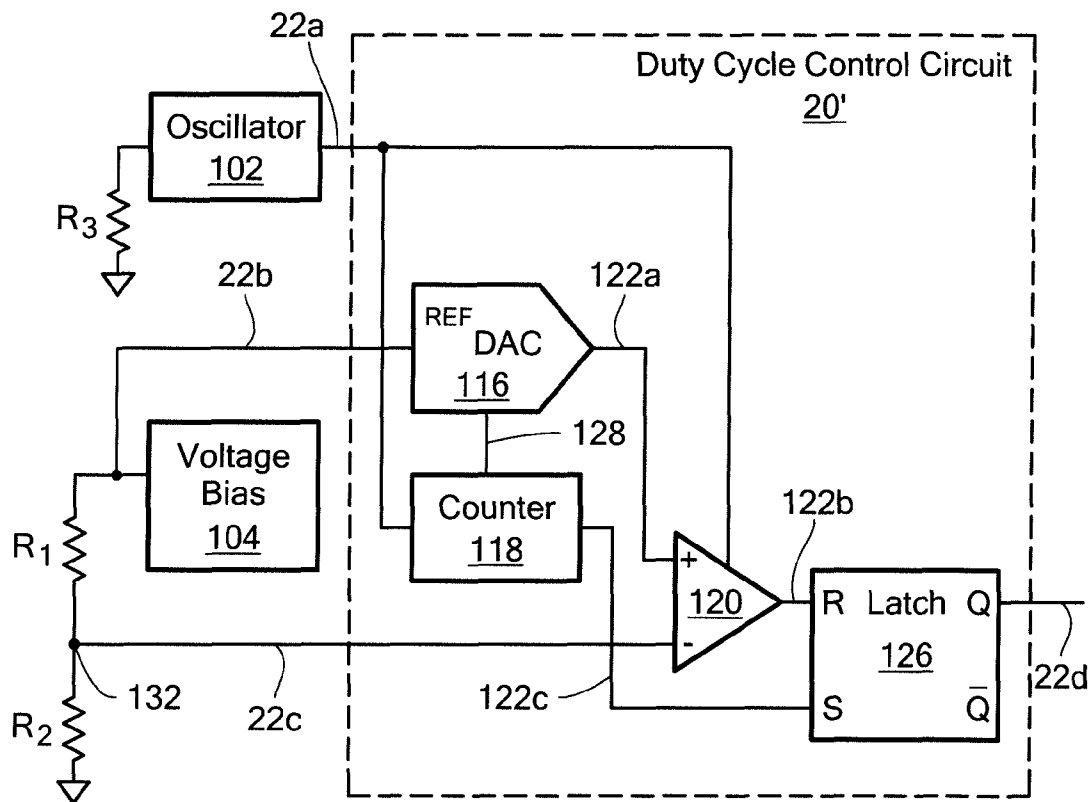 22a
Duty Cycle Control Circuit
20'
Oscillator
102
R3
22b
122a
REF
DAC
116
128
Voltage
Bias
104
Counter
118
R1
+
120
-
122b
R Latch Q
126
S Q̅
22d
132
22c
122c
R2